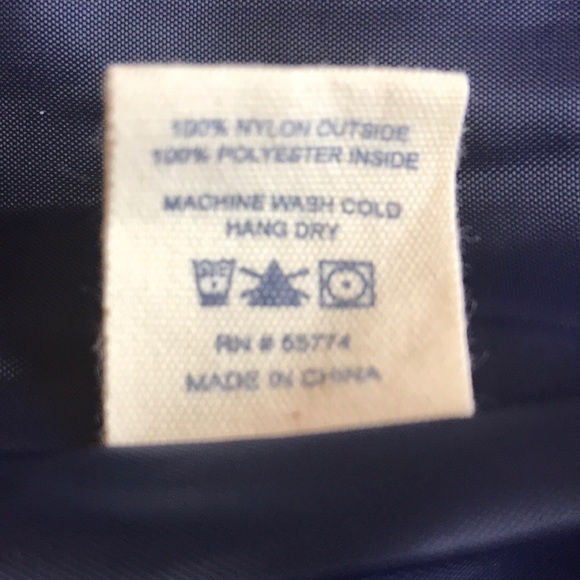 100% NYLON OUTSIDE
100% POLYESTER INSIDE
MACHINE WASH COLD
HANG DRY
RN # 55774
MADE IN CHINA